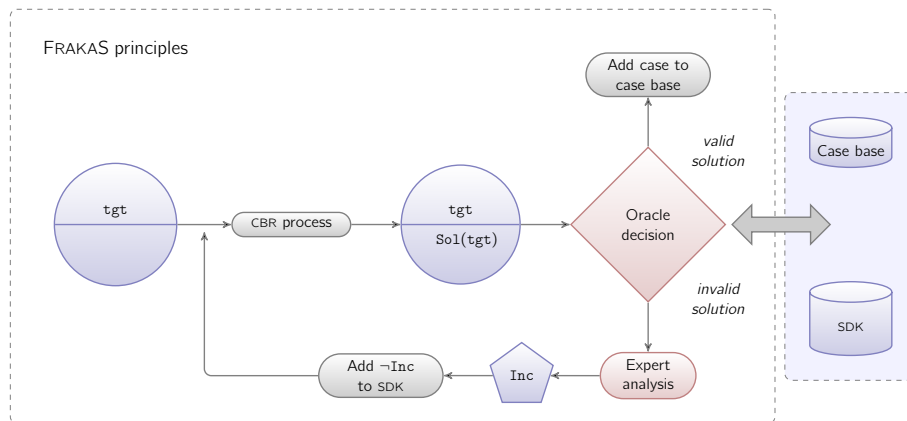 FRAKAS principles
Add case to
case base
valid
solution
Case base
tgt
CBR process
tgt
Sol(tgt)
Oracle
decision
invalid
solution
SDK
Add ¬Inc
to SDK
Inc
Expert
analysis